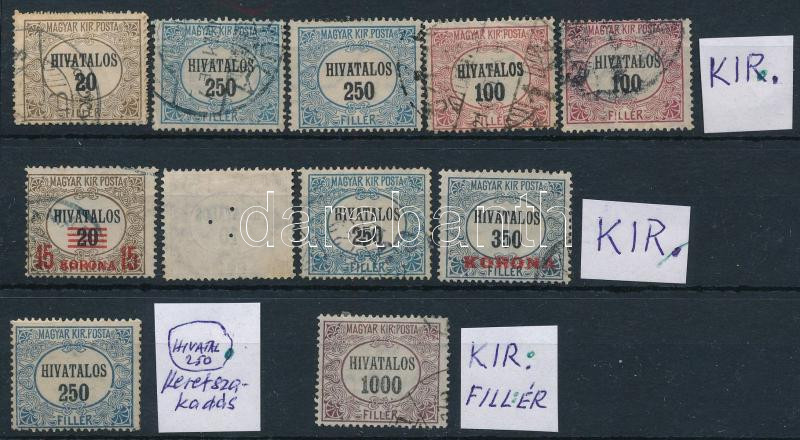 MAGYAR KIR. POSTA
HIVATALOS
20
MAGYAR KIR. POSTA
HIVATALOS
250
FILLÉR
MAGYAR KIR. POSTA
HIVATALOS
250
FILLÉR
MAGYAR KIR. POSTA
HIVATALOS
100
MAGYAR KIR. POSTA
HIVATALOS
100
FILLÉR
KIR.
MAGYAR KIR. POSTA
HIVATALOS
20
15 KORONA 15
MAGYAR KIR. POSTA
HIVATALOS
250
FILLÉR
MAGYAR KIR. POSTA
HIVATALOS
350
KORONA
FILLÉR
KIR.
darabanth
MAGYAR KIR. POSTA
HIVATALOS
250
FILLÉR
HIVATAL
250
Keretsza-
kadás
MAGYAR KIR. POSTA
HIVATALOS
1000
FILLÉR
KIR:
FILL:ÉR